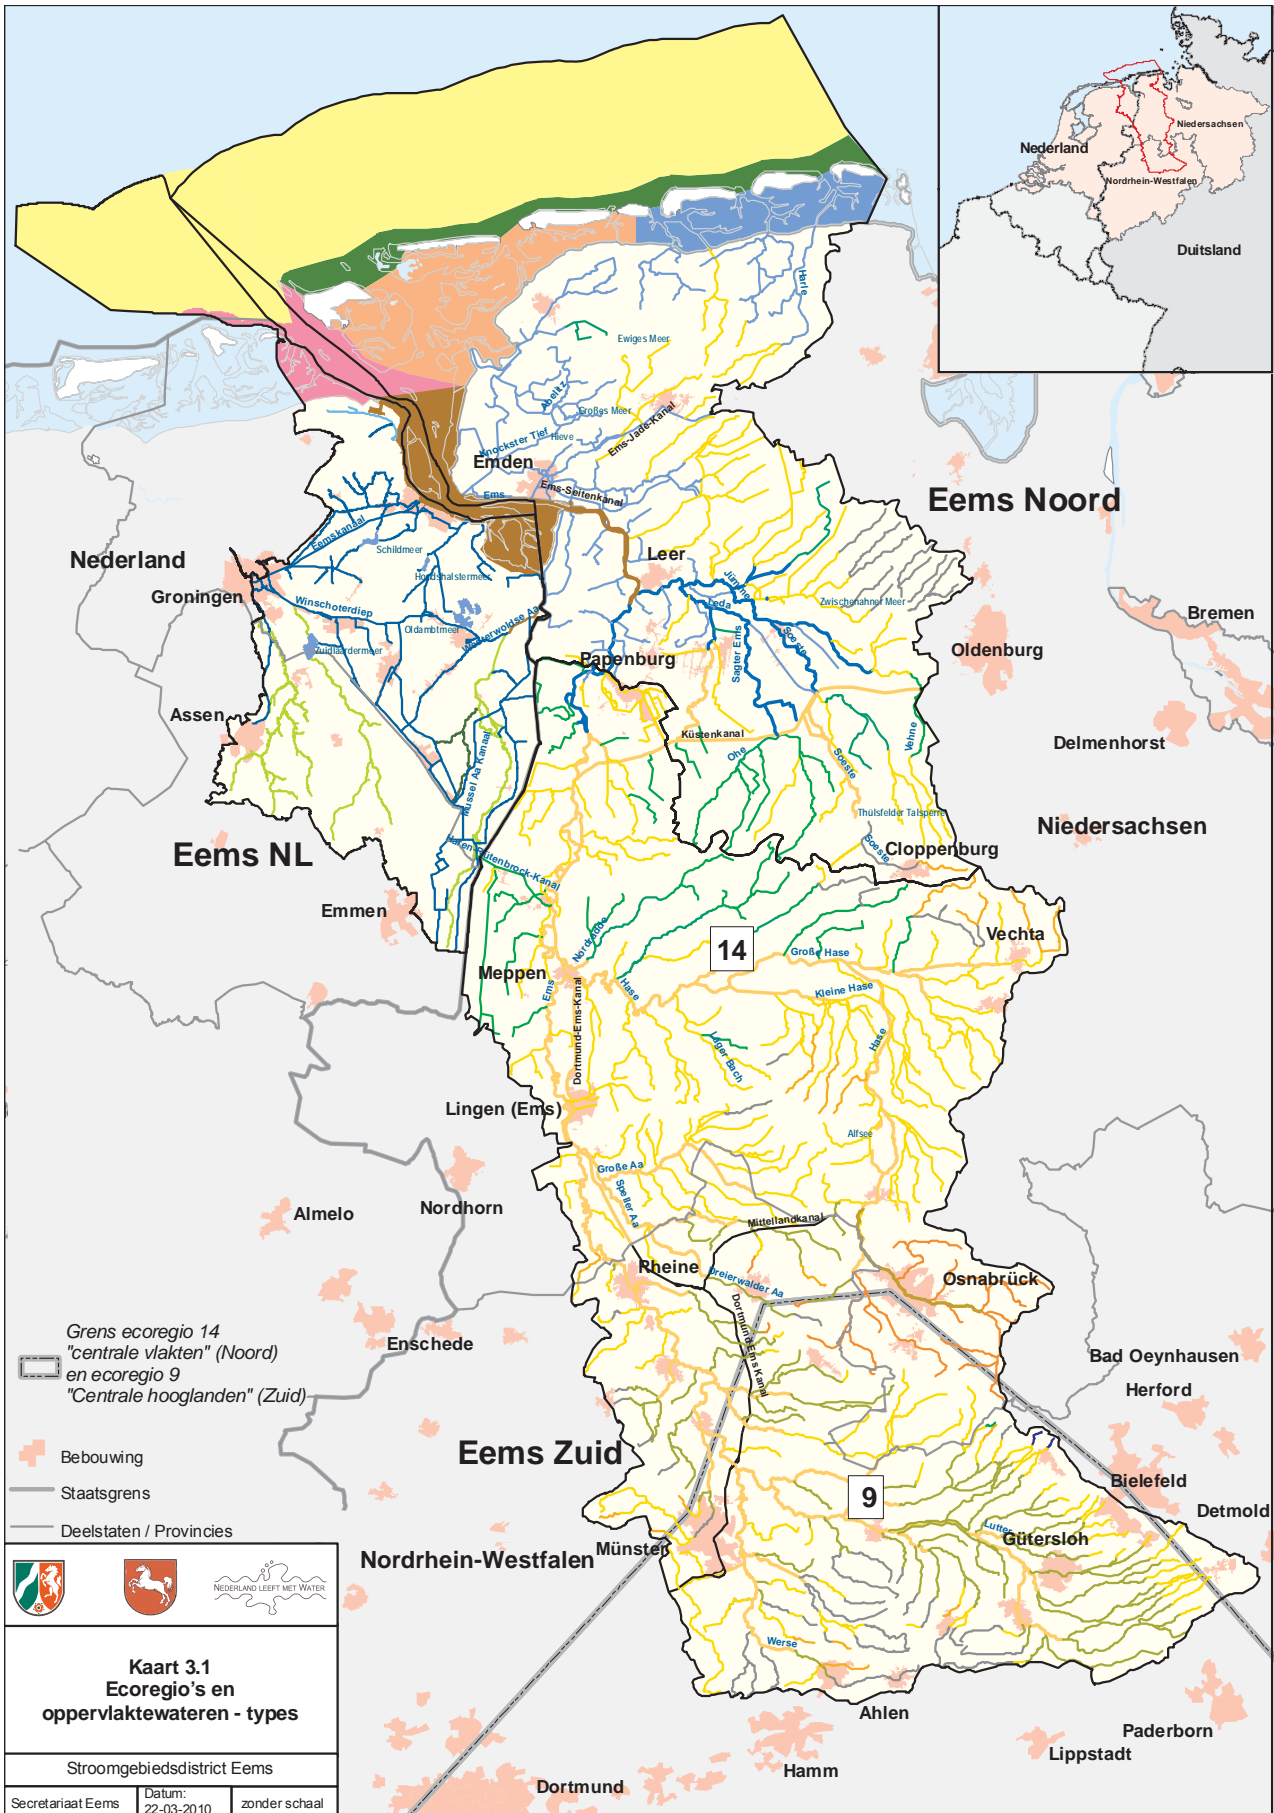 Nederland
Niedersachsen
Nordrhein-Westfalen
Duitsland
Harle
Ewiges Meer
Abelitz
Großes Meer
Knockster Tief
Hieve
Ems-Jade-Kanal
Emden
Ems
Ems-Seitenkanal
Eems Noord
Eemskanaal
Schildmeer
Nederland
Leer
Jümme
Hondshalstermeer
Groningen
Winschoterdiep
Leda
Zwischenahner Meer
Bremen
Oldambtmeer
Westerwoldse Aa
Sagter Ems
Soeste
Zuidlaardermeer
Oldenburg
Papenburg
Assen
Küstenkanal
Vehne
Delmenhorst
Ohe
Soeste
Mussel Aa Kanaal
Thülsfelder Talsperre
Niedersachsen
Eems NL
Haren-Rütenbrock-Kanal
Soeste
Cloppenburg
Emmen
Nordradde
14
Vechta
Große Hase
Meppen
Ems
Hase
Kleine Hase
Dortmund-Ems-Kanal
Hase
Lager Bach
Lingen (Ems)
Alfsee
Große Aa
Speller Aa
Almelo
Nordhorn
Mittellandkanal
Rheine
Dreierwalder Aa
Osnabrück
Dortmund Ems Kanal
Grens ecoregio 14
"centrale vlakten" (Noord)
en ecoregio 9
"Centrale hooglanden" (Zuid)
Enschede
Bad Oeynhausen
Herford
Eems Zuid
Bebouwing
Bielefeld
Staatsgrens
9
Detmold
Deelstaten / Provincies
Lutter
Gütersloh
Nordrhein-Westfalen
Münster
NEDERLAND LEEFT MET WATER
Werse
Kaart 3.1
Ecoregio's en
oppervlaktewateren - types
Ahlen
Paderborn
Lippstadt
Stroomgebiedsdistrict Eems
Hamm
Dortmund
Secretariaat Eems
Datum:
22-03-2010
zonder schaal